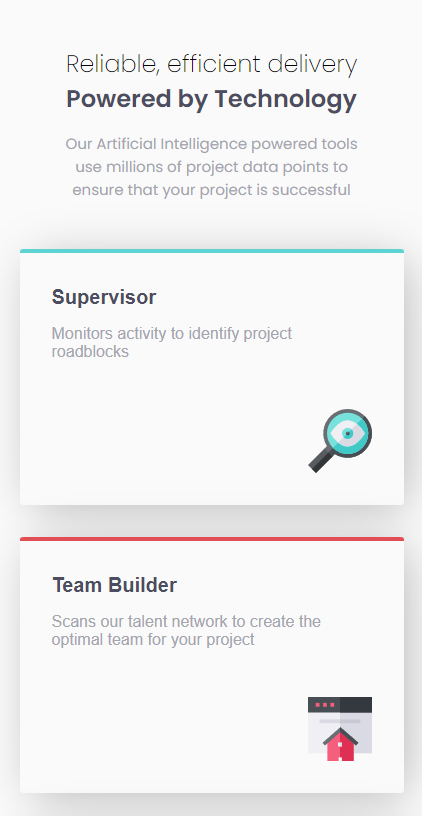 Reliable, efficient delivery
Powered by Technology
Our Artificial Intelligence powered tools
use millions of project data points to
ensure that your project is successful
Supervisor
Monitors activity to identify project
roadblocks
Team Builder
Scans our talent network to create the
optimal team for your project